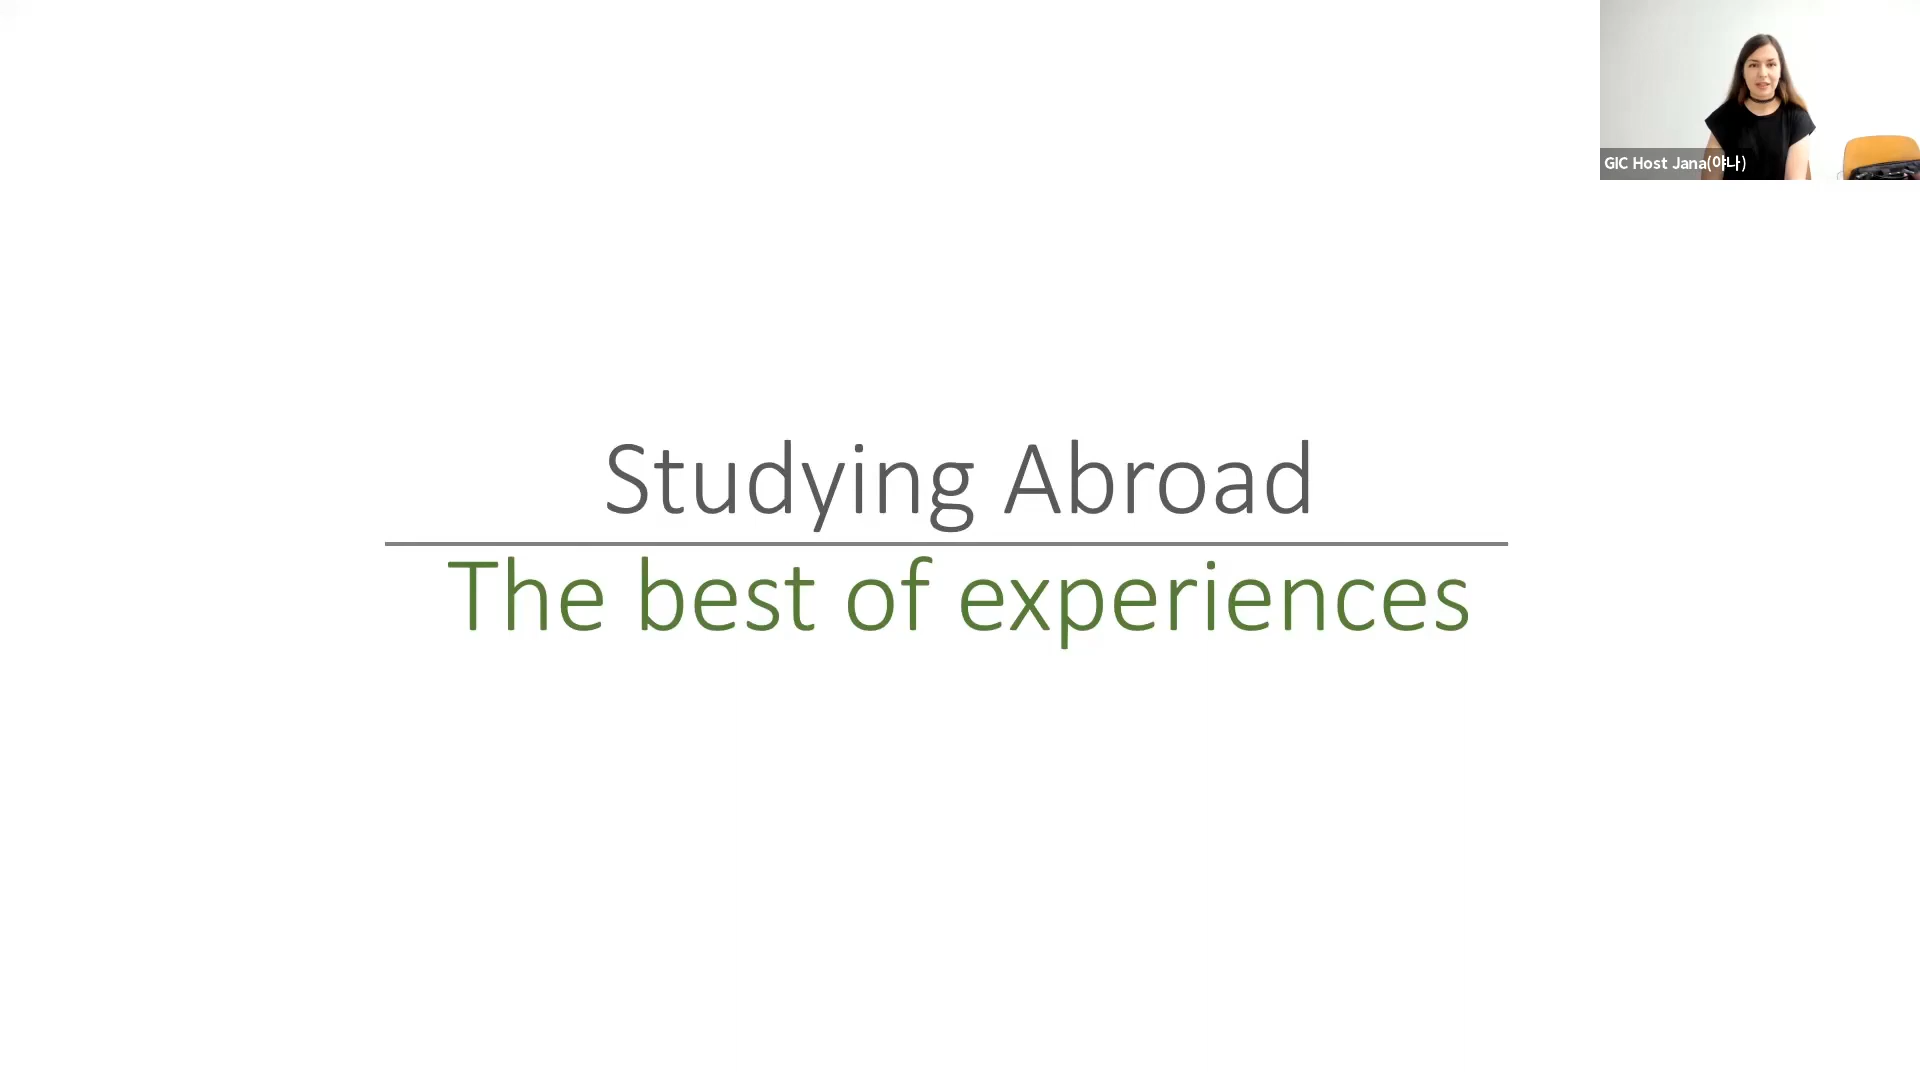 GIC Host Jana(야나)
Studying Abroad
The best of experiences